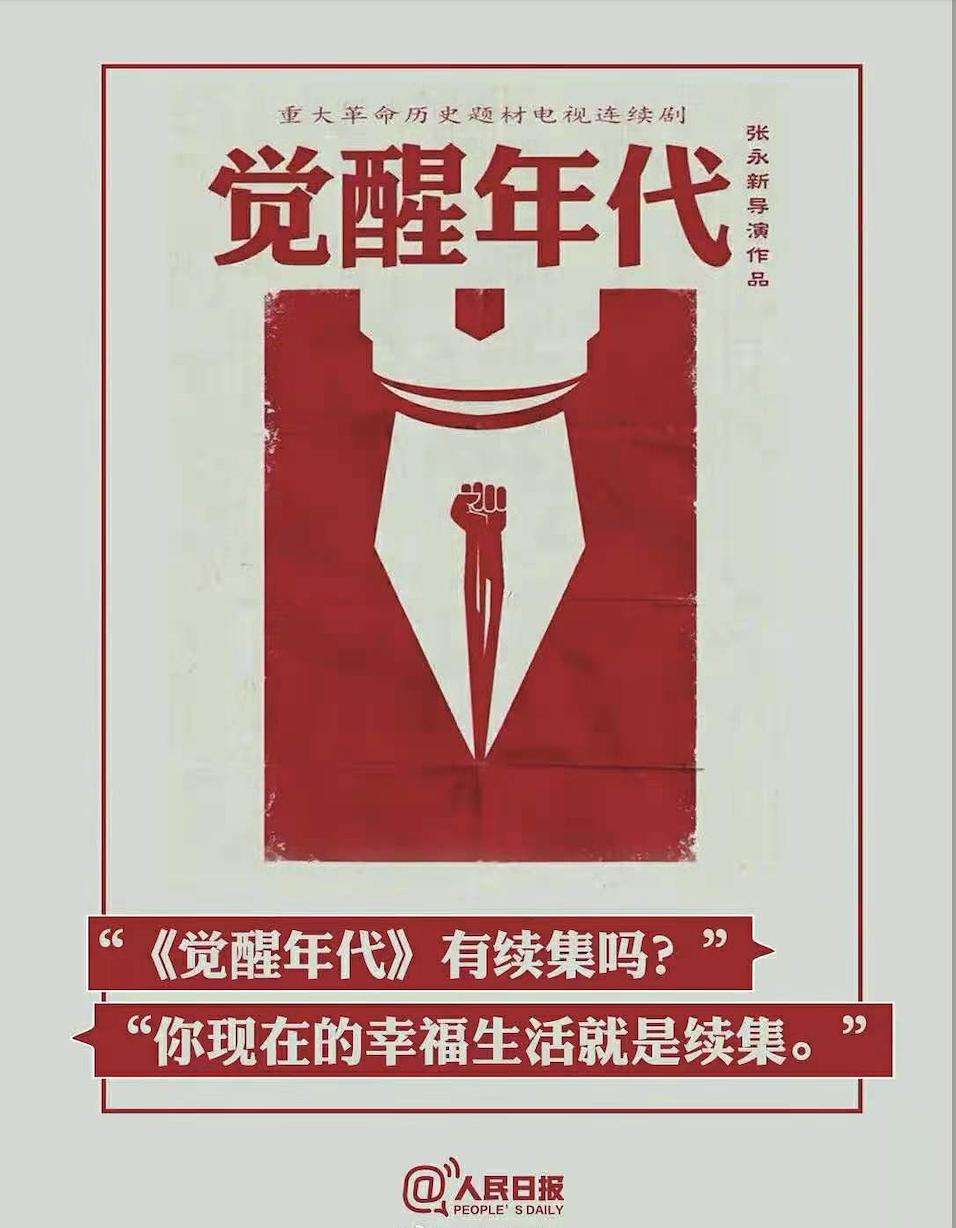 重大革命历史题材电视连续剧
觉醒年代
张永新导演作品
“《觉醒年代》有续集吗？”
“你现在的幸福生活就是续集。”
@人民日报
PEOPLE'S DAILY